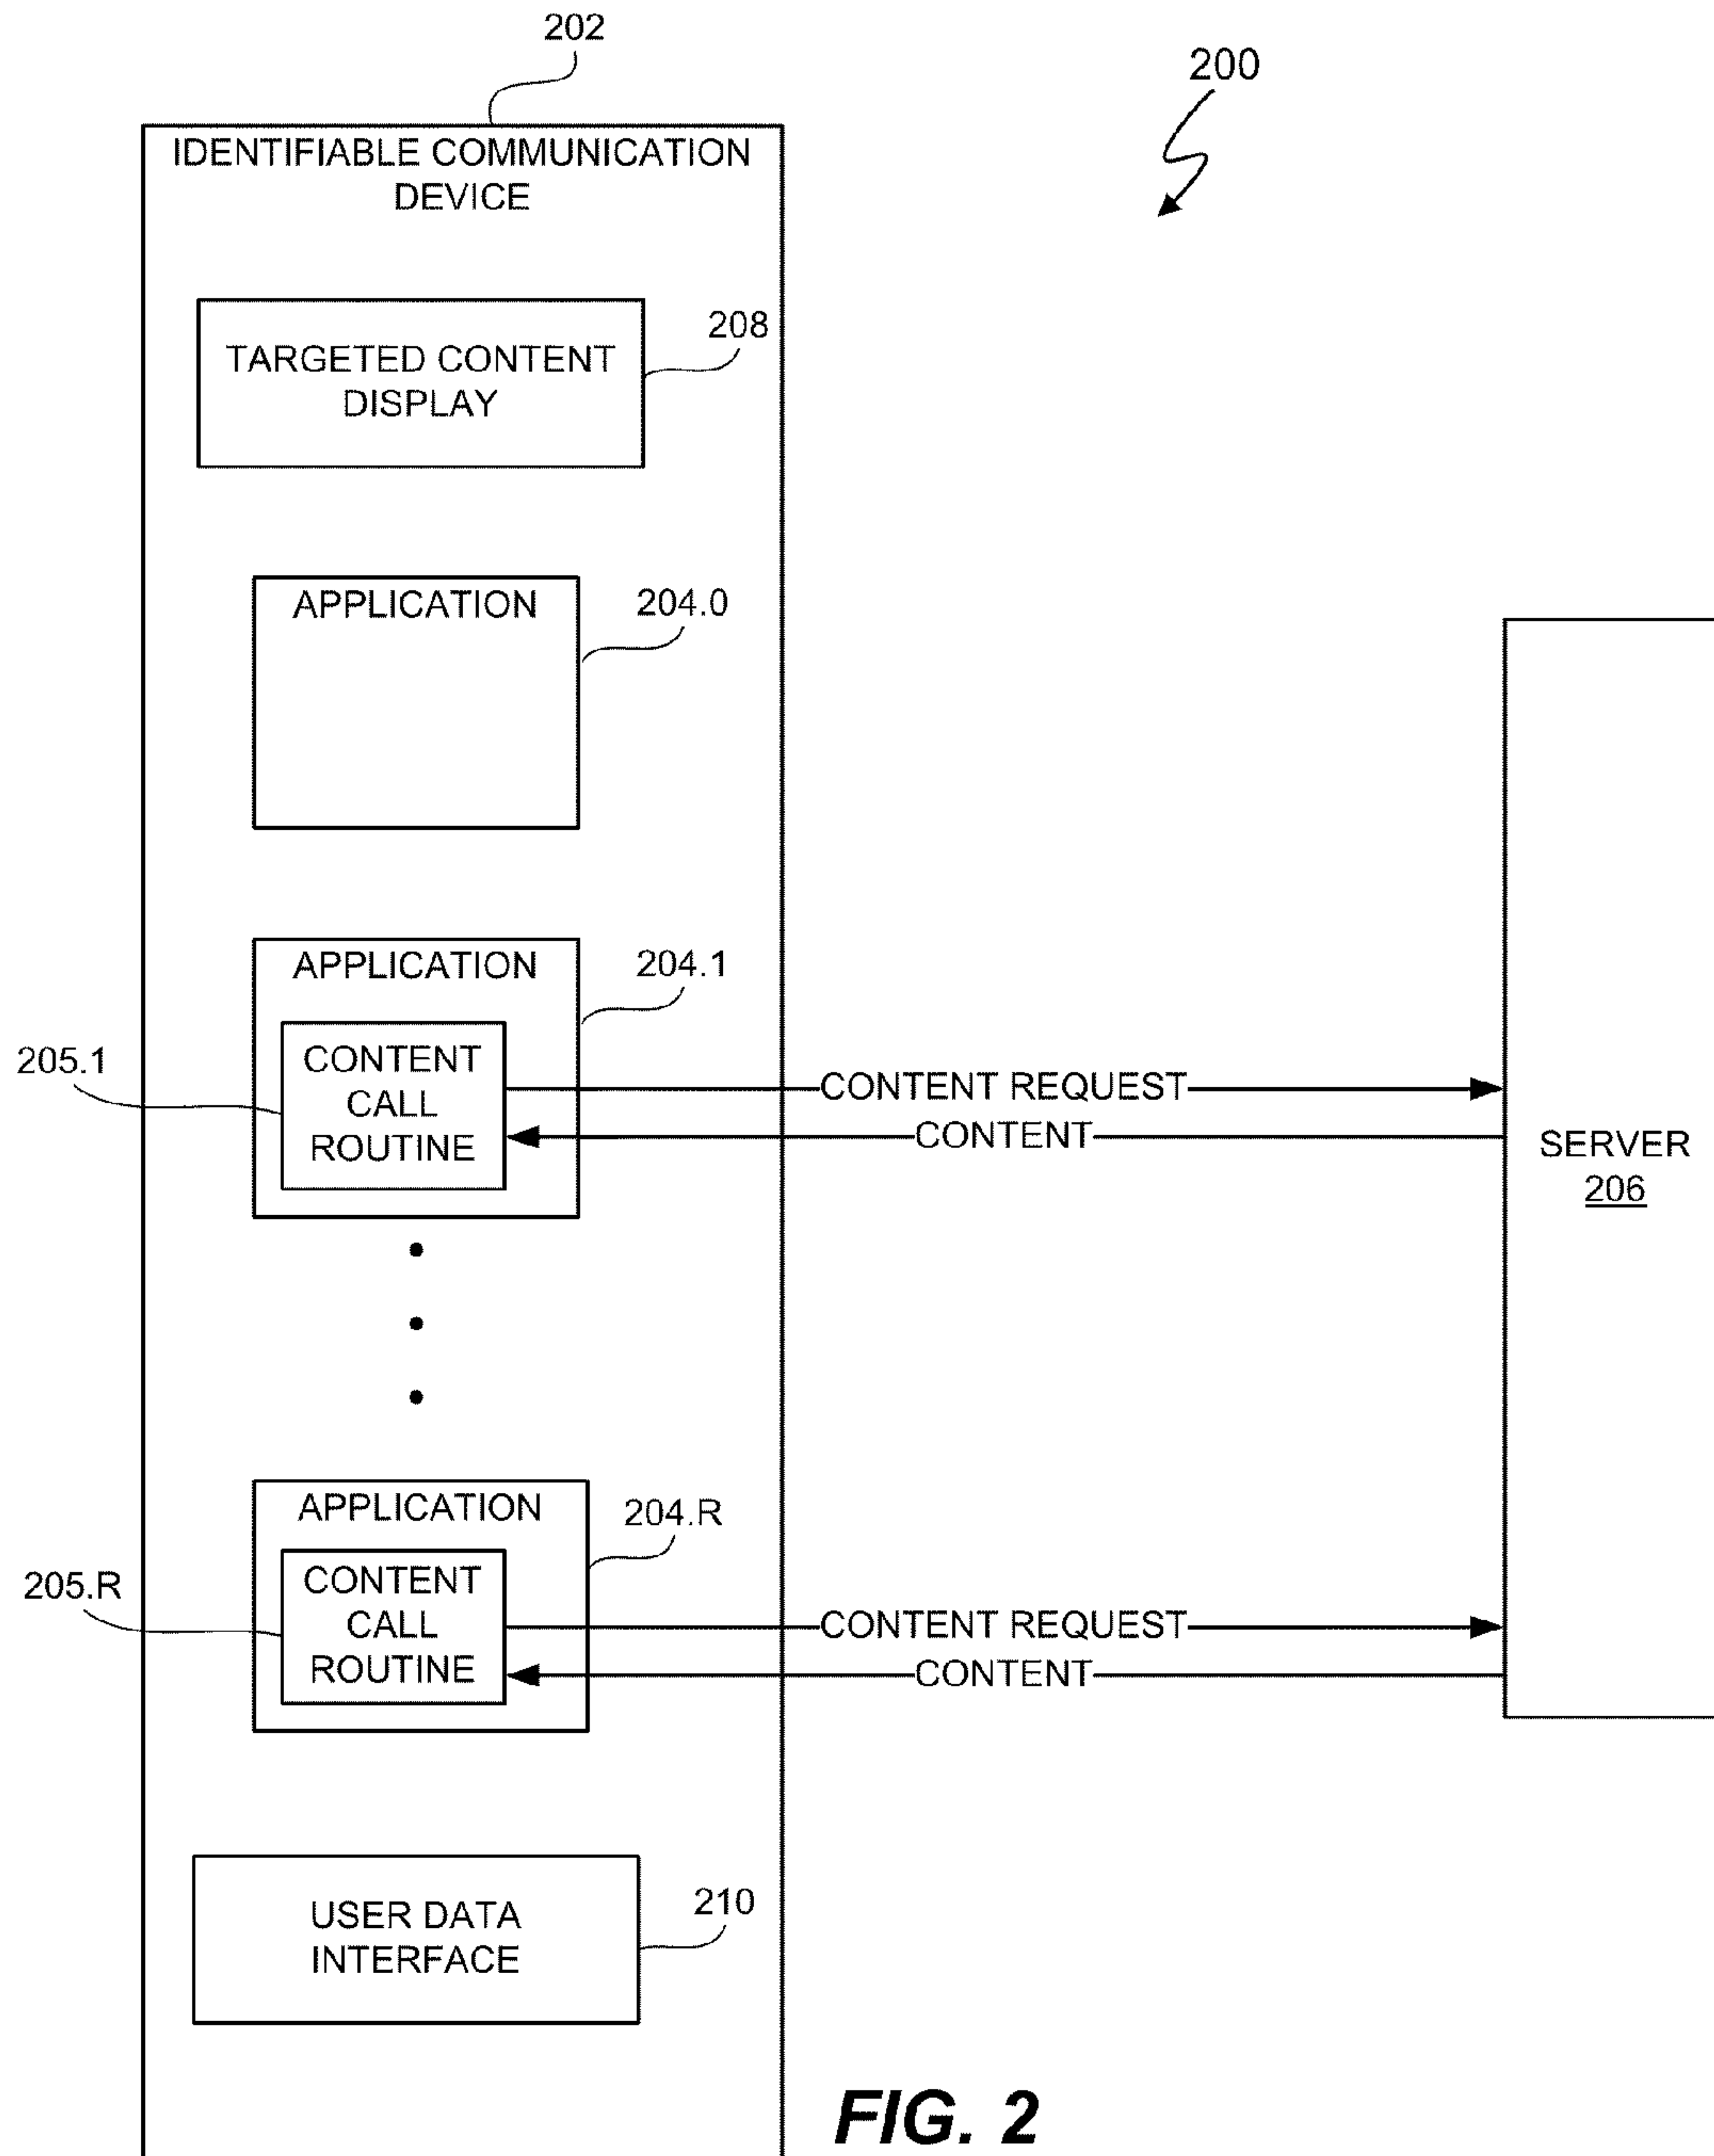 202
200
IDENTIFIABLE COMMUNICATION
DEVICE
208
TARGETED CONTENT
DISPLAY
APPLICATION
204.0
APPLICATION
204.1
205.1
CONTENT
CALL
ROUTINE
CONTENT REQUEST
CONTENT
SERVER
206
APPLICATION
204.R
205.R
CONTENT
CALL
ROUTINE
CONTENT REQUEST
CONTENT
210
USER DATA
INTERFACE
FIG. 2